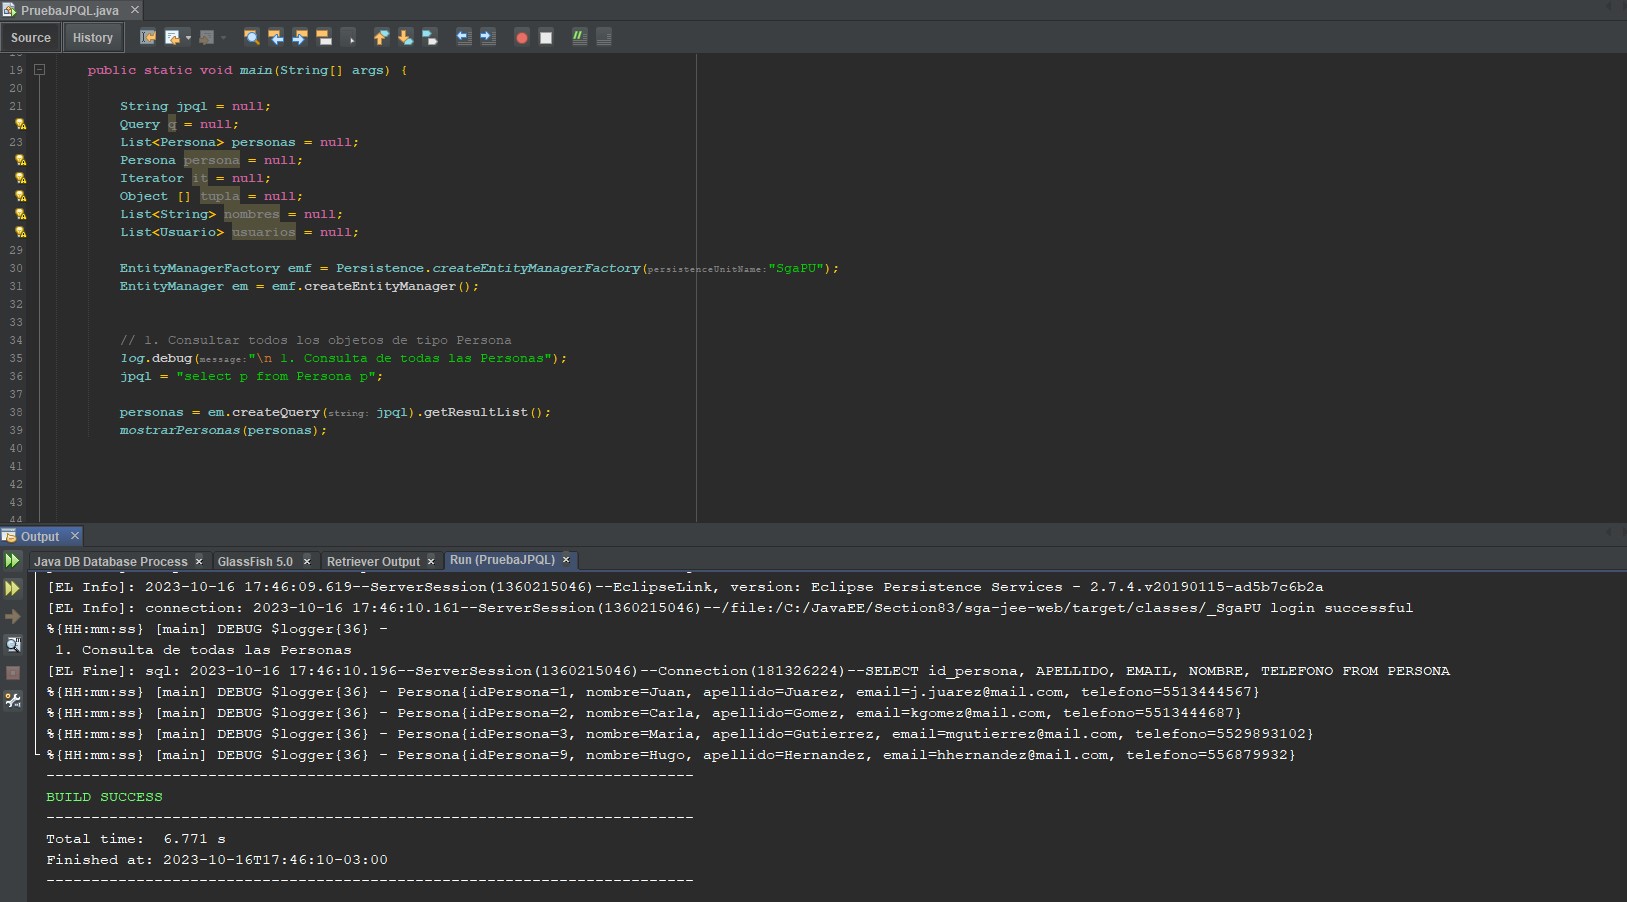 PruebaJPQL.java
Source History
19 public static void main(String[] args) {
20
21 String jpql = null;
Query q = null;
23 List<Persona> personas = null;
Persona persona = null;
Iterator it = null;
Object [] tupla = null;
List<String> nombres = null;
List<Usuario> usuarios = null;
29
30 EntityManagerFactory emf = Persistence.createEntityManagerFactory(persistenceUnitName:"SgaPU");
31 EntityManager em = emf.createEntityManager();
32
33
34 // 1. Consultar todos los objetos de tipo Persona
35 log.debug(message:"\n 1. Consulta de todas las Personas");
36 jpql = "select p from Persona p";
37
38 personas = em.createQuery(string: jpql).getResultList();
39 mostrarPersonas(personas);
40
41
42
43
44
Output
Java DB Database Process GlassFish 5.0 Retriever Output Run (PruebaJPQL)
[EL Info]: 2023-10-16 17:46:09.619--ServerSession(1360215046)--EclipseLink, version: Eclipse Persistence Services - 2.7.4.v20190115-ad5b7c6b2a
[EL Info]: connection: 2023-10-16 17:46:10.161--ServerSession(1360215046)--/file:/C:/JavaEE/Section83/sga-jee-web/target/classes/_SgaPU login successful
%{HH:mm:ss} [main] DEBUG $logger{36} -
1. Consulta de todas las Personas
[EL Fine]: sql: 2023-10-16 17:46:10.196--ServerSession(1360215046)--Connection(181326224)--SELECT id_persona, APELLIDO, EMAIL, NOMBRE, TELEFONO FROM PERSONA
%{HH:mm:ss} [main] DEBUG $logger{36} - Persona{idPersona=1, nombre=Juan, apellido=Juarez, email=j.juarez@mail.com, telefono=5513444567}
%{HH:mm:ss} [main] DEBUG $logger{36} - Persona{idPersona=2, nombre=Carla, apellido=Gomez, email=kgomez@mail.com, telefono=5513444687}
%{HH:mm:ss} [main] DEBUG $logger{36} - Persona{idPersona=3, nombre=Maria, apellido=Gutierrez, email=mgutierrez@mail.com, telefono=5529893102}
%{HH:mm:ss} [main] DEBUG $logger{36} - Persona{idPersona=9, nombre=Hugo, apellido=Hernandez, email=hhernandez@mail.com, telefono=556879932}
------------------------------------------------------------------------
BUILD SUCCESS
------------------------------------------------------------------------
Total time:  6.771 s
Finished at: 2023-10-16T17:46:10-03:00
------------------------------------------------------------------------